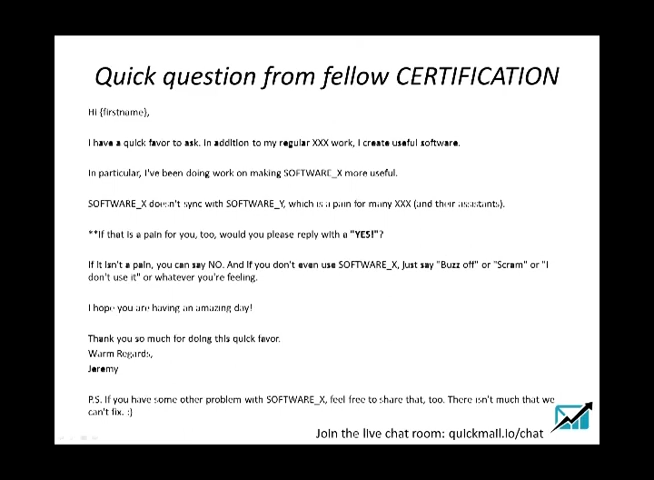 Quick question from fellow CERTIFICATION
Hi {firstname},
I have a quick favor to ask. In addition to my regular XXX work, I create useful software.
In particular, I've been doing work on making SOFTWARE_X more useful.
SOFTWARE_X doesn't sync with SOFTWARE_Y, which is a pain for many XXX (and their assistants).
**If that is a pain for you, too, would you please reply with a "YES!"?
If it isn't a pain, you can say NO. And if you don't even use SOFTWARE_X, just say "Buzz off" or "Scram" or "I
don't use it" or whatever you're feeling.
I hope you are having an amazing day!
Thank you so much for doing this quick favor.
Warm Regards,
Jeremy
P.S. If you have some other problem with SOFTWARE_X, feel free to share that, too. There isn't much that we
can't fix. :)
Join the live chat room: quickmail.io/chat